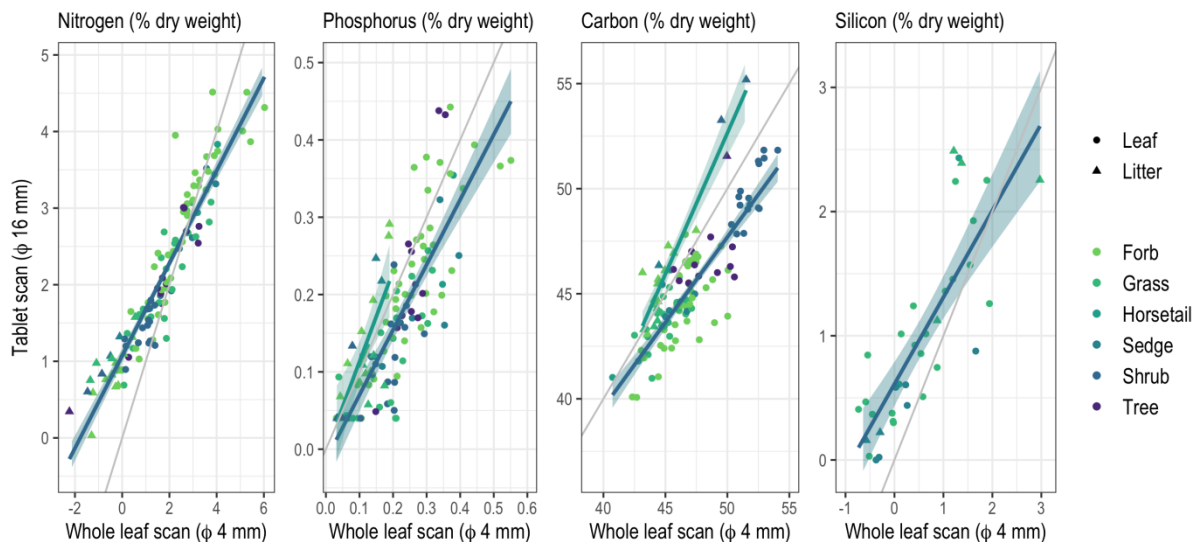 Nitrogen (% dry weight)
Phosphorus (% dry weight)
Carbon (% dry weight)
Silicon (% dry weight)
Tablet scan (ϕ 16 mm)
5
4
3
2
1
0
-2 0 2 4 6
Whole leaf scan (ϕ 4 mm)
0.5
0.4
0.3
0.2
0.1
0.0
0.0 0.1 0.2 0.3 0.4 0.5 0.6
Whole leaf scan (ϕ 4 mm)
55
50
45
40
40 45 50 55
Whole leaf scan (ϕ 4 mm)
3
2
1
0
-1 0 1 2 3
Whole leaf scan (ϕ 4 mm)
Leaf
Litter
Forb
Grass
Horsetail
Sedge
Shrub
Tree